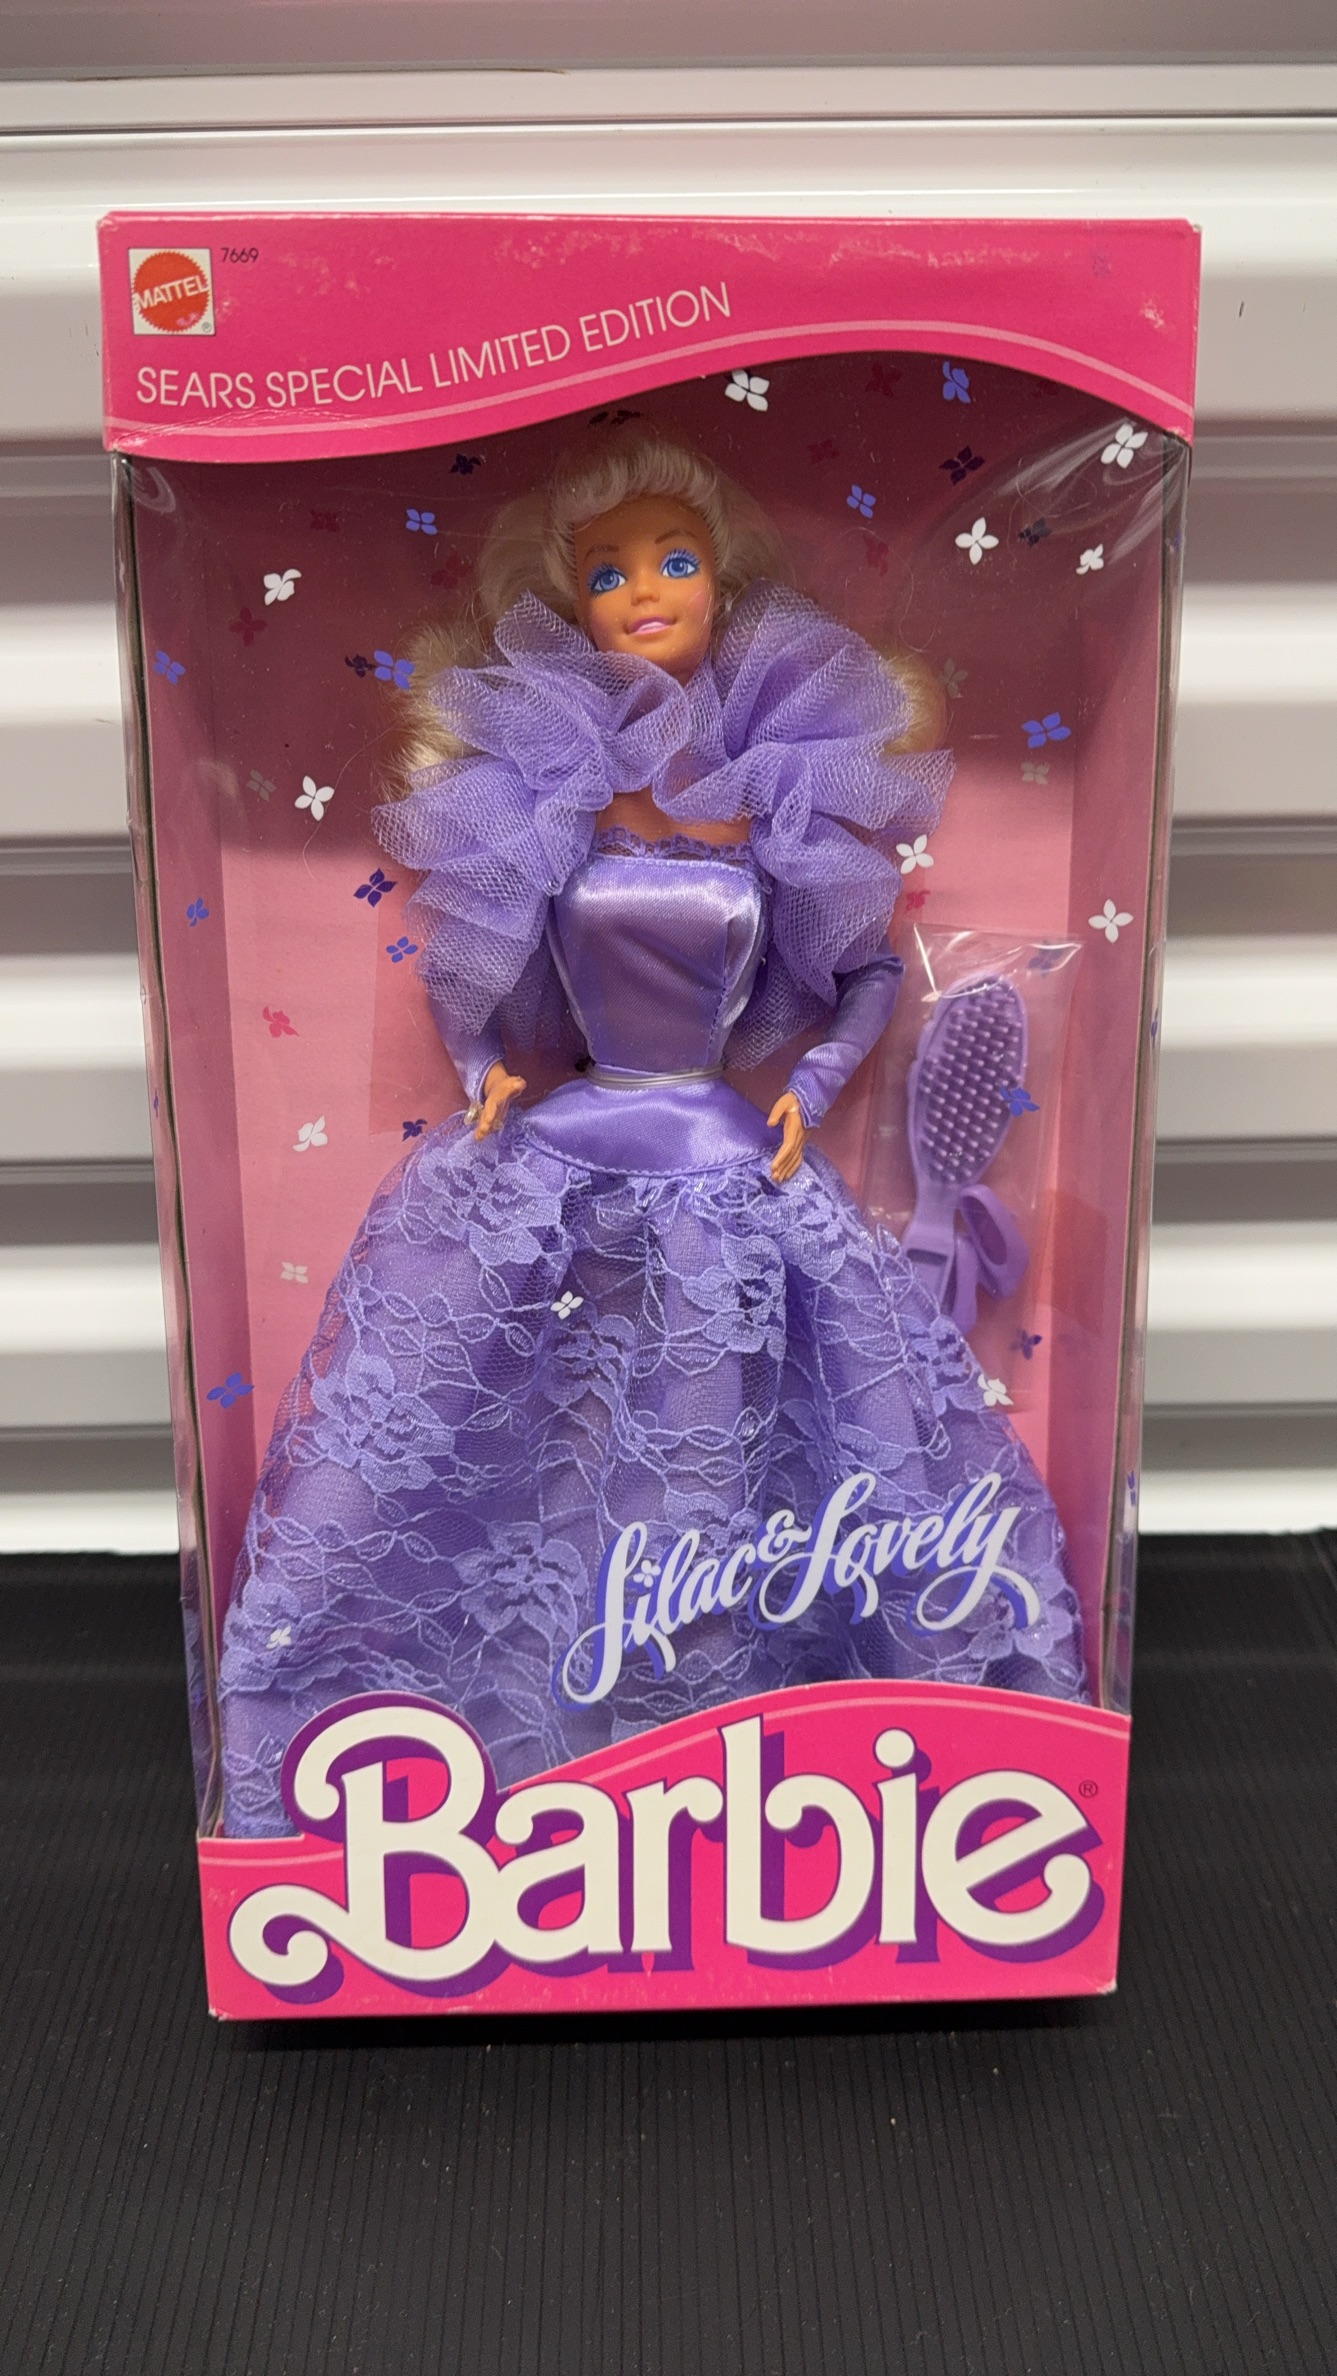 MATTEL
®
7669
SEARS SPECIAL LIMITED EDITION
Lilac & Lovely
Barbie®